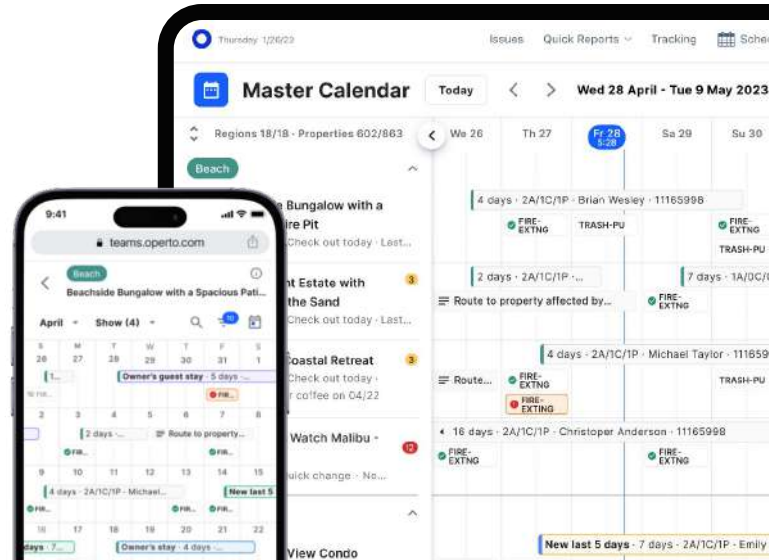 Thursday 1/26/23
Issues
Quick Reports
Tracking
Master Calendar
Today
Wed 28 April - Tue 9 May 2023
Regions 18/18 · Properties 602/863
We 26
Th 27
Fr 28
5:28
Sa 29
Su 30
Beach
Bungalow with a
Check out today · Last...
4 days · 2A/1C/1P · Brian Wesley · 11165998
FIRE-
EXTNG
TRASH-PU
FIRE-
EXTNG
TRASH-PU
Estate with
the Sand
3
Check out today · Last...
2 days · 2A/1C/1P ·...
7 days · 1A/0C/
Route to property affected by...
FIRE-
EXTNG
Coastal Retreat
3
Check out today ·
coffee on 04/22
4 days · 2A/1C/1P · Michael Taylor · 111659
Route...
FIRE-
EXTNG
TRASH-PU
FIRE-
EXTING
Watch Malibu -
12
quick change · No...
16 days · 2A/1C/1P · Christoper Anderson · 11165998
FIRE-
EXTNG
FIRE-
EXTNG
View Condo
New last 5 days · 7 days · 2A/1C/1P · Emily
9:41
teams.operto.com
Beach
Beachside Bungalow with a Spacious Pati...
April
Show (4)
10
S M T W T F S
26 27 28 29 30 31 1
1...
Owner's guest stay · 5 days ·...
FIR...
2 3 4 5 6 7 8
2 days ·...
Route to property...
FIR...
FIR...
9 10 11 12 13 14 15
4 days · 2A/1C/1P · Michael...
New last 5
FIR...
FIR...
FIR...
16 17 18 19 20 21 22
days · 7...
Owner's stay · 4 days ·...